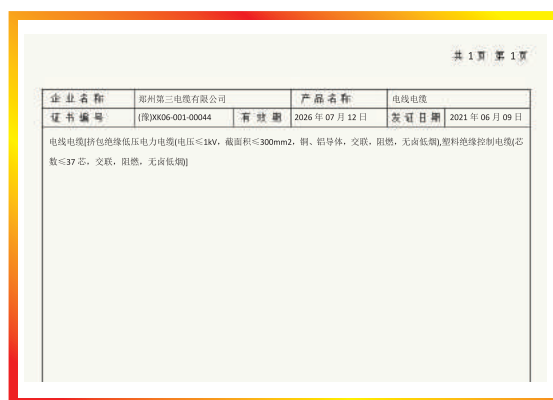 共 1 页 第 1 页
企业名称 郑州第三电缆有限公司 产品名称 电线电缆
证书编号 (豫)XK06-001-00044 有效期 2026 年 07 月 12 日 发证日期 2021 年 06 月 09 日
电线电缆[挤包绝缘低压电力电缆(电压≤1kV，截面积≤300mm2，铜、铝导体，交联，阻燃，无卤低烟),塑料绝缘控制电缆(芯
数≤37 芯，交联，阻燃，无卤低烟)]